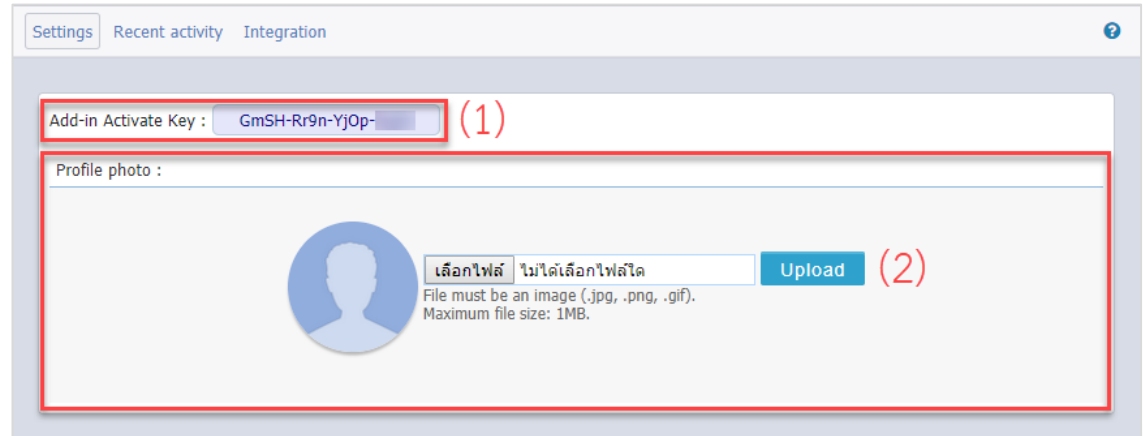 Settings Recent activity Integration
Add-in Activate Key : GmSH-Rr9n-YjOp- (1)
Profile photo :
เลือกไฟล์ ไม่ได้เลือกไฟล์ใด Upload (2)
File must be an image (.jpg, .png, .gif).
Maximum file size: 1MB.